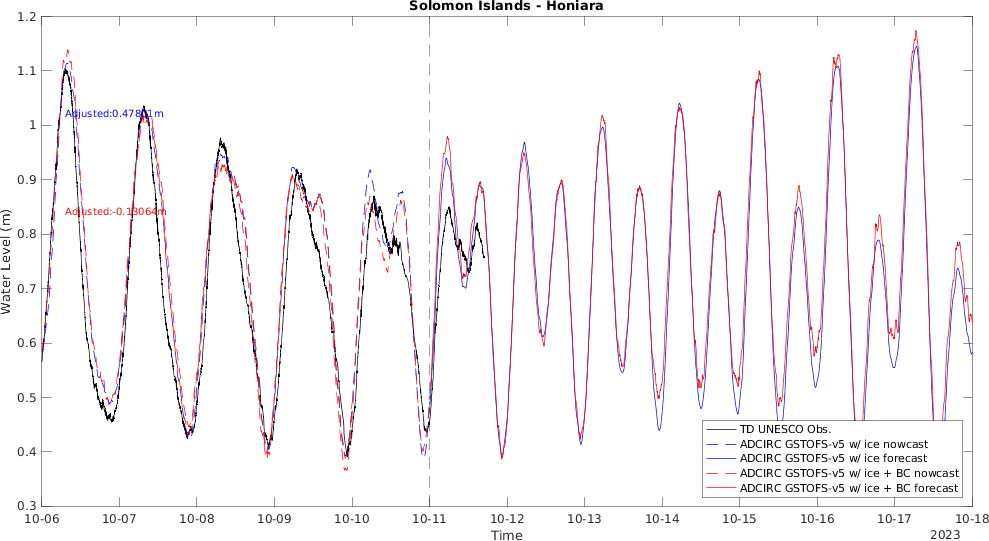 Solomon Islands - Honiara
Water Level (m)
1.2
1.1
1
0.9
0.8
0.7
0.6
0.5
0.4
0.3
Adjusted:-0.13064m
TD UNESCO Obs.
ADCIRC GSTOFS-v5 w/ ice nowcast
ADCIRC GSTOFS-v5 w/ ice forecast
ADCIRC GSTOFS-v5 w/ ice + BC nowcast
ADCIRC GSTOFS-v5 w/ ice + BC forecast
10-06 10-07 10-08 10-09 10-10 10-11 10-12 10-13 10-14 10-15 10-16 10-17 10-18
Time
2023